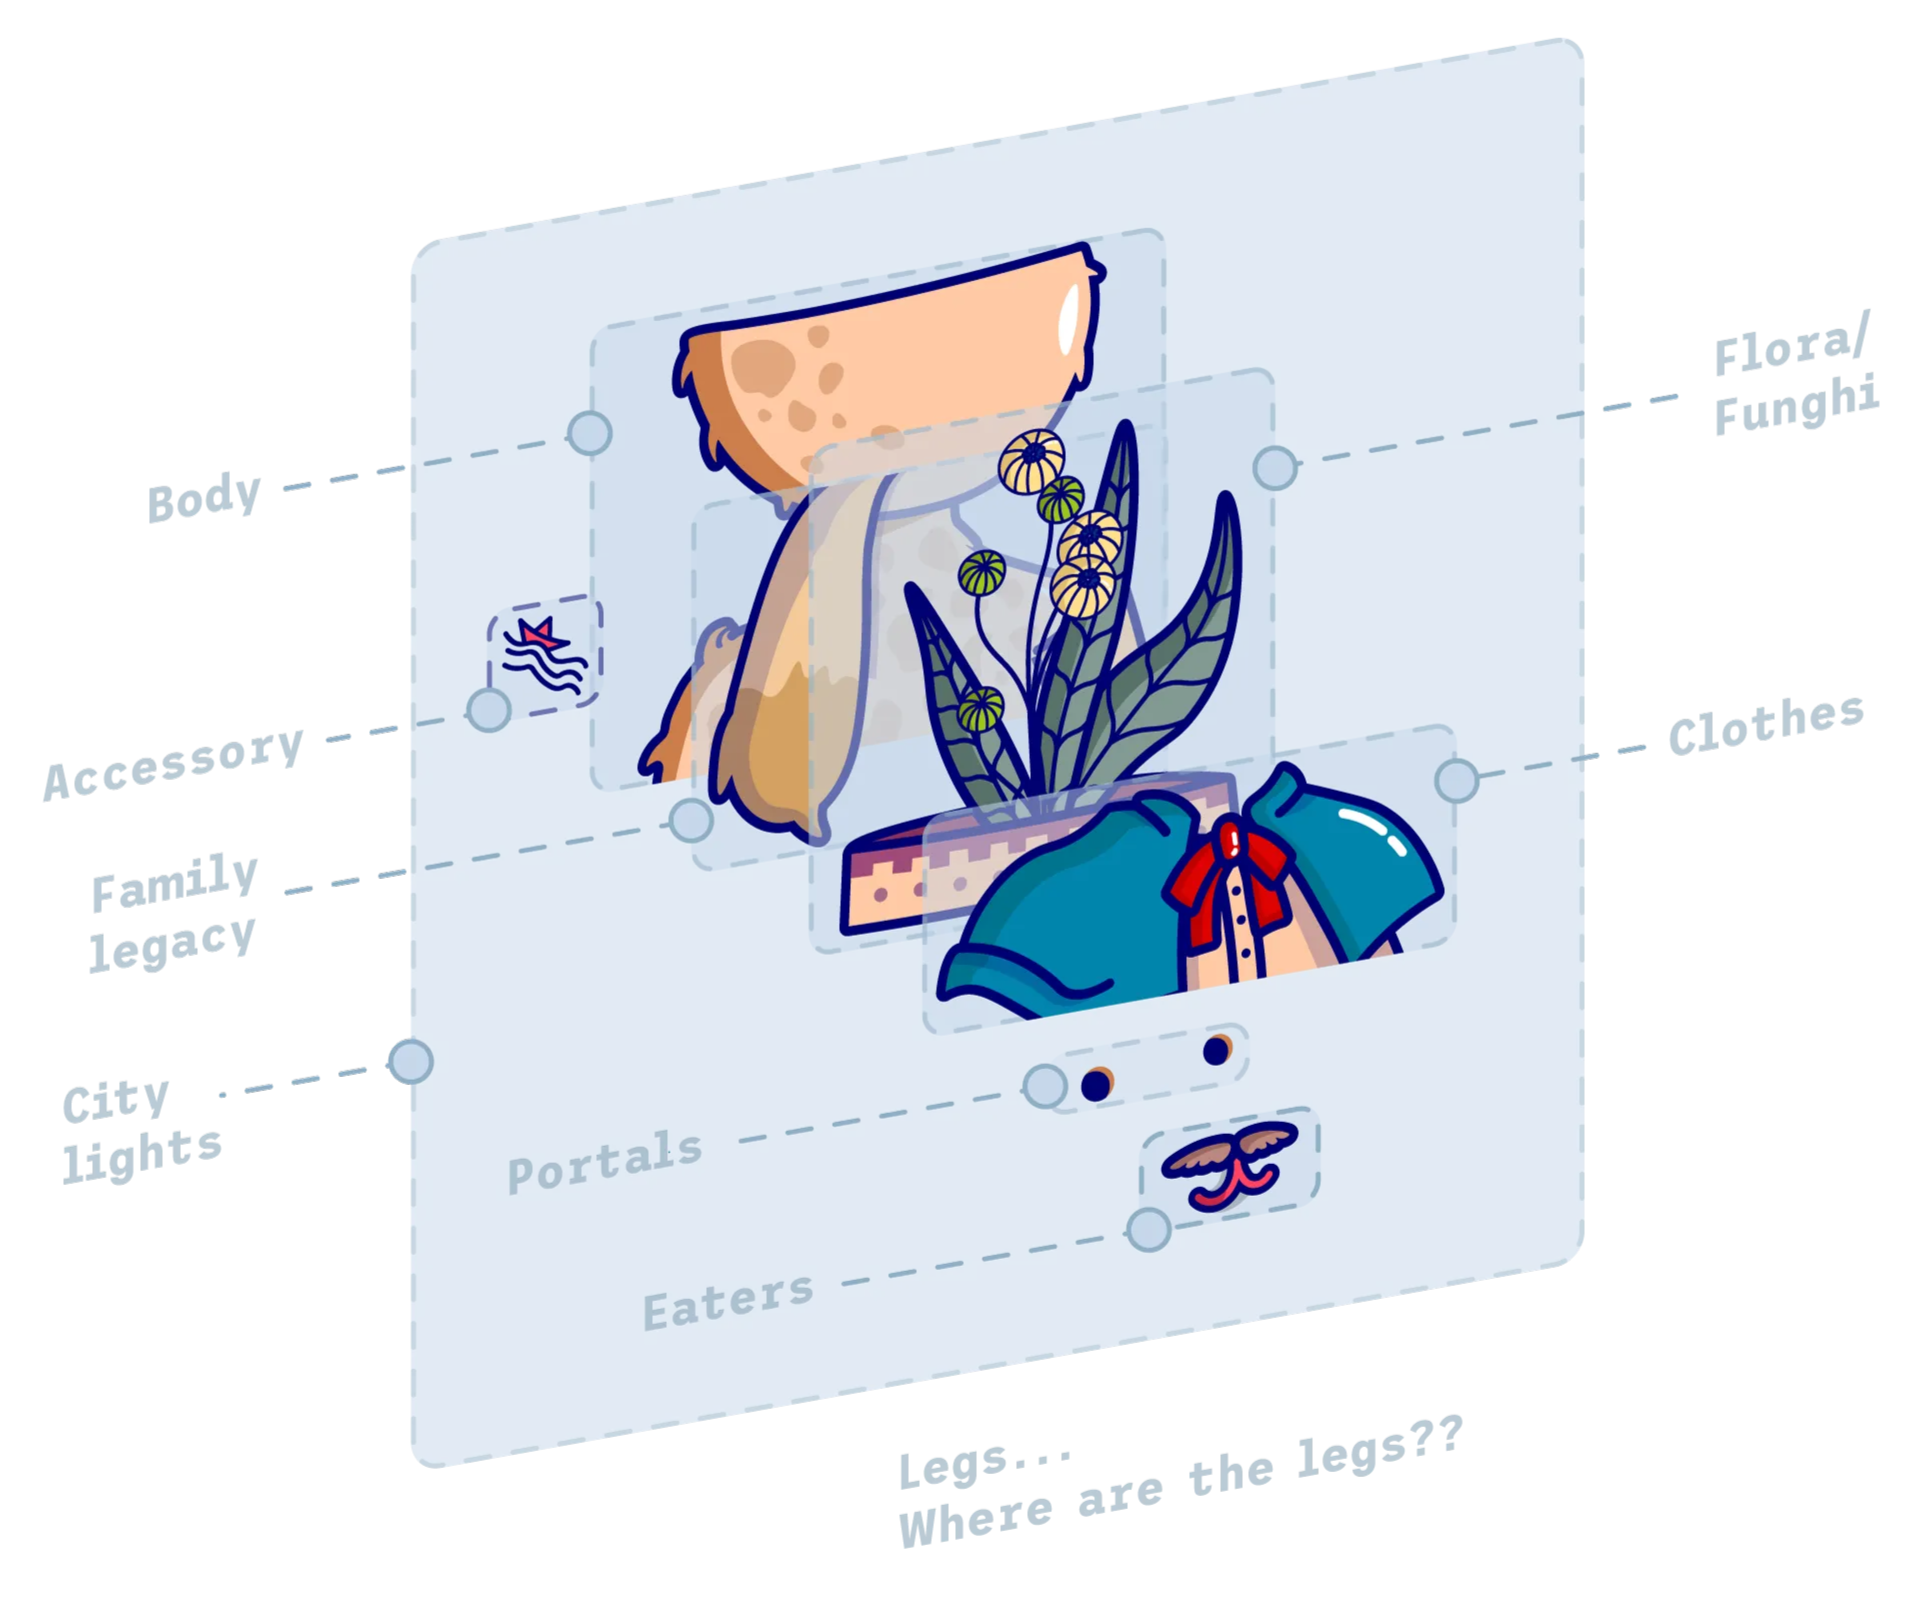 Flora/
Funghi
Body
Accessory
Clothes
Family
legacy
City
lights
Portals
Eaters
Legs...
Where are the legs??